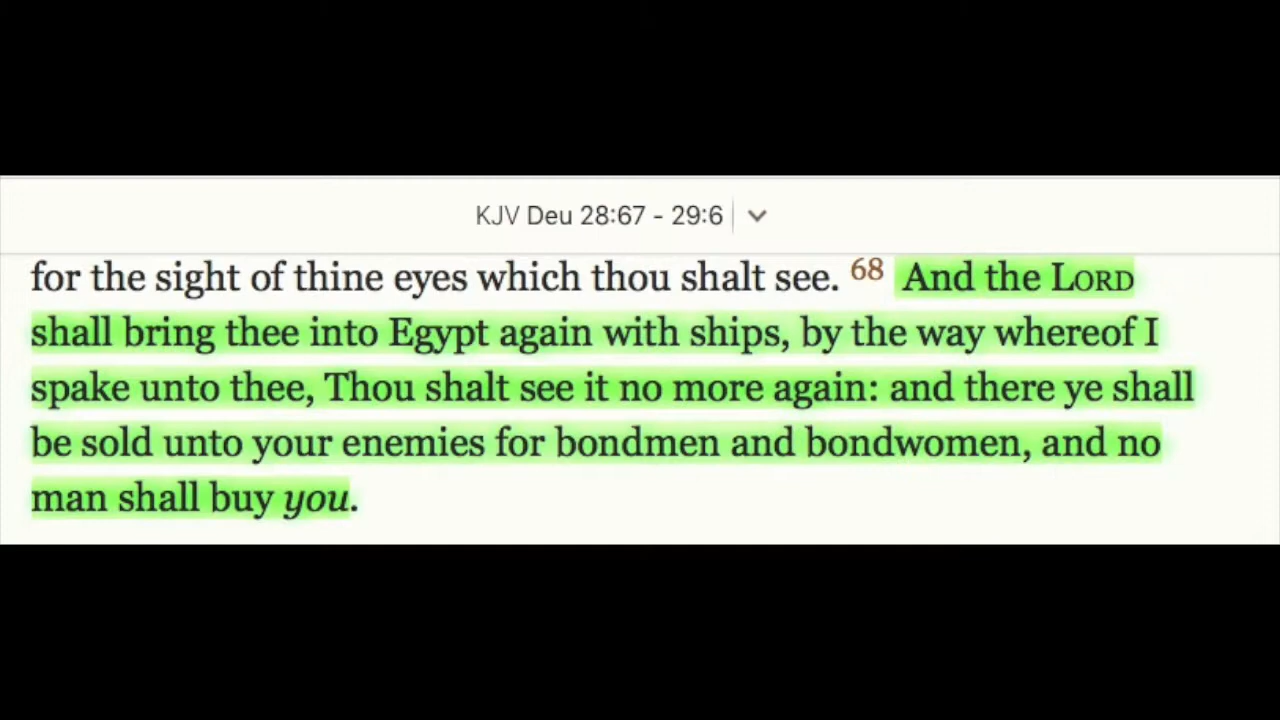 KJV Deu 28:67 - 29:6
for the sight of thine eyes which thou shalt see. 68 And the LORD
shall bring thee into Egypt again with ships, by the way whereof I
spake unto thee, Thou shalt see it no more again: and there ye shall
be sold unto your enemies for bondmen and bondwomen, and no
man shall buy you.